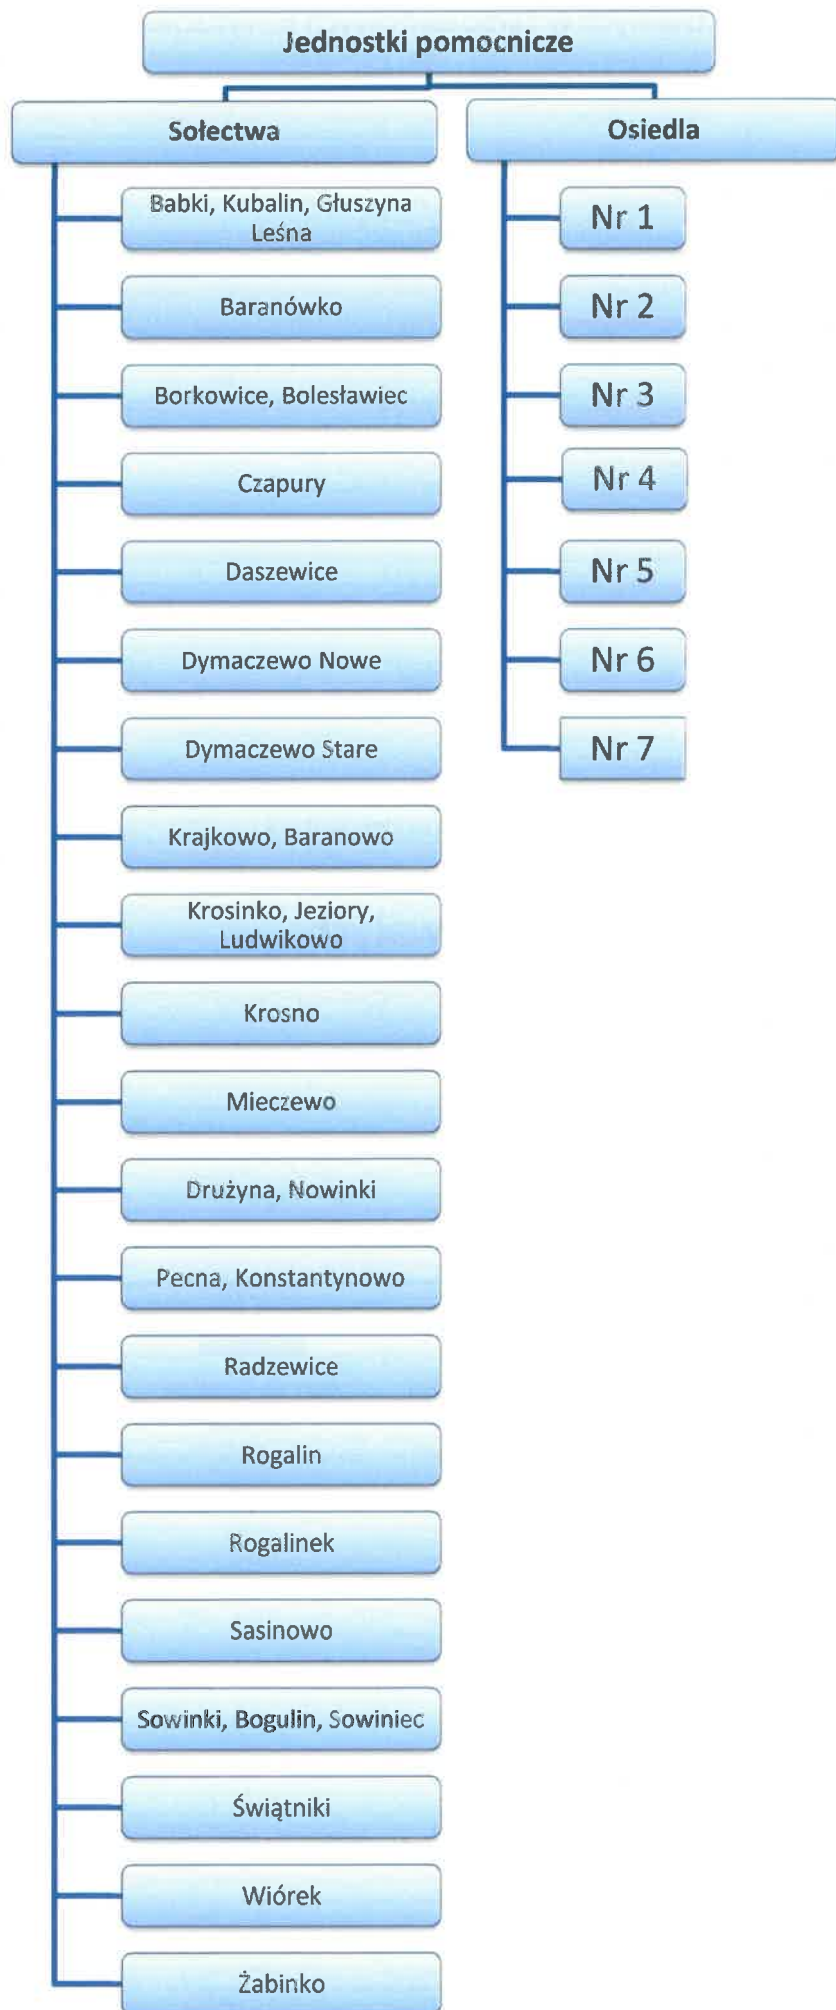 Jednostki pomocnicze
Sołectwa
Babki, Kubalin, Głuszyna
Leśna
Baranówko
Borkowice, Bolesławiec
Czapury
Daszewice
Dymaczewo Nowe
Dymaczewo Stare
Krajkowo, Baranowo
Krosinko, Jeziory,
Ludwikowo
Krosno
Mieczewo
Drużyna, Nowinki
Pecna, Konstantynowo
Radzewice
Rogalin
Rogalinek
Sasinowo
Sowinki, Bogulin, Sowiniec
Świątniki
Wiórek
Żabinko
Osiedla
Nr 1
Nr 2
Nr 3
Nr 4
Nr 5
Nr 6
Nr 7